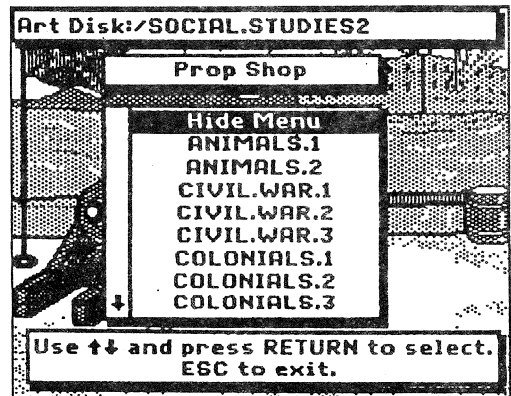 Art Disk:/SOCIAL.STUDIES2
Prop Shop
Hide Menu
ANIMALS.1
ANIMALS.2
CIVIL.WAR.1
CIVIL.WAR.2
CIVIL.WAR.3
COLONIALS.1
COLONIALS.2
↓ COLONIALS.3
Use ↑↓ and press RETURN to select.
ESC to exit.